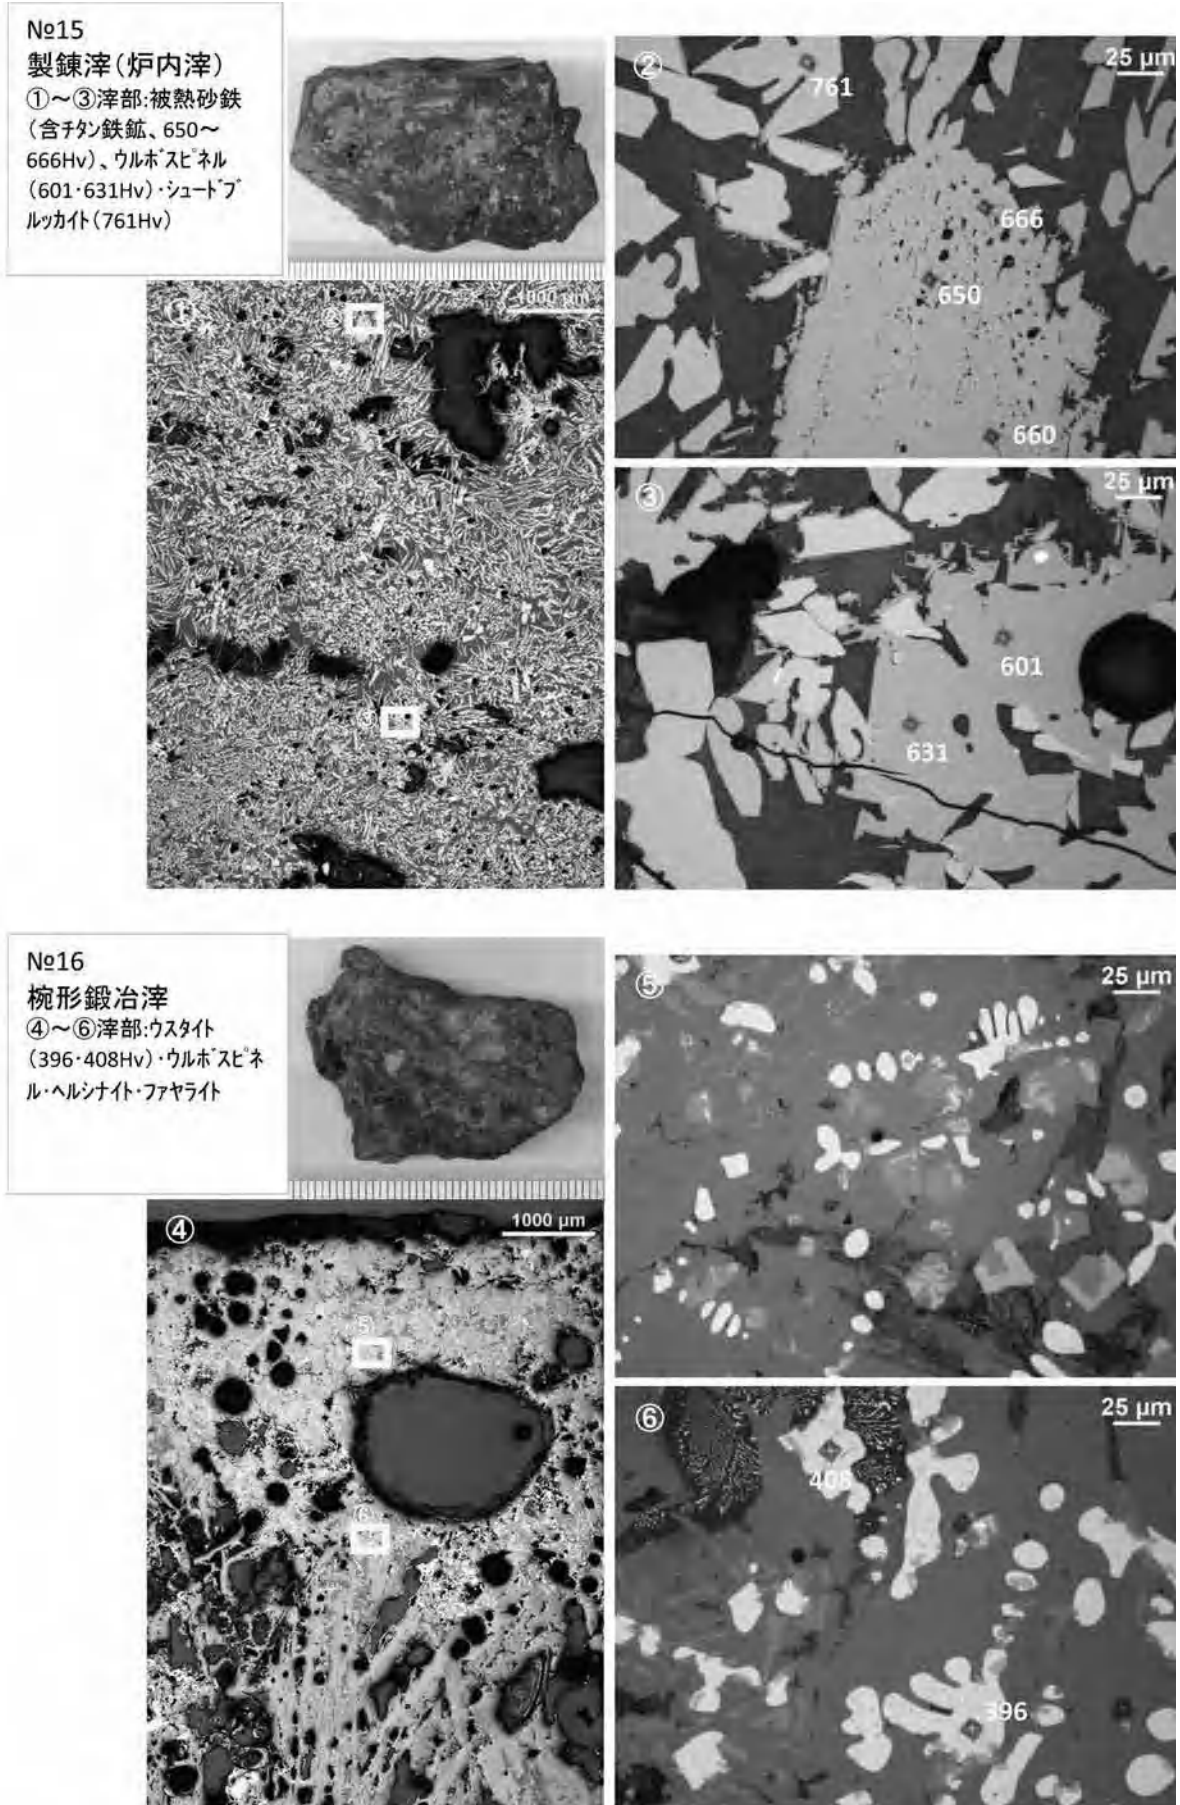 №15
製錬滓(炉内滓)
①～③滓部:被熱砂鉄
(含チタン鉄鉱、650～
666Hv)、ウルボスピネル
(601・631Hv)・シュードブ
ルッカイト(761Hv)
②
25 μm
761
666
650
660
①
1000 μm
②
③
③
25 μm
601
631
№16
椀形鍛冶滓
④～⑥滓部:ウスタイト
(396・408Hv)・ウルボスピネ
ル・ヘルシナイト・ファヤライト
⑤
25 μm
④
1000 μm
⑤
⑥
⑥
25 μm
408
396